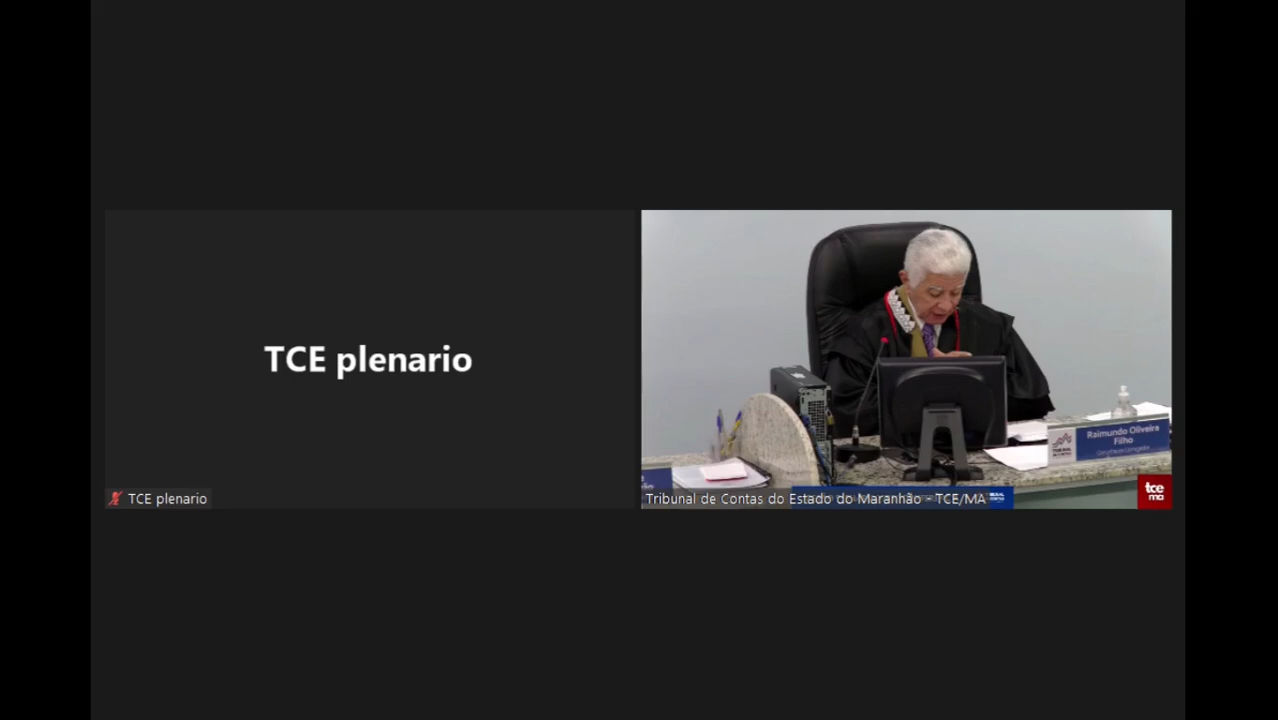 TCE plenario
TCE plenario
Raimundo Oliveira
Filho
Tribunal de Contas do Estado do Maranhão - TCE/MA
tce
ma